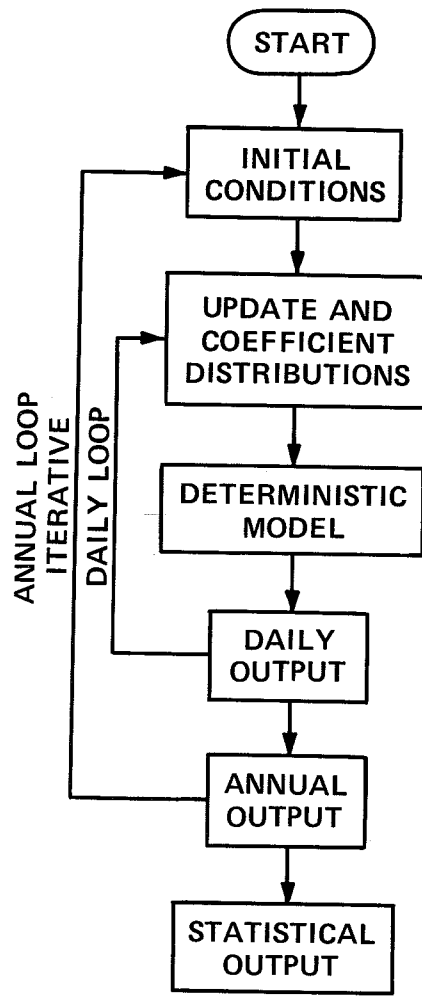 START
INITIAL
CONDITIONS
UPDATE AND
COEFFICIENT
DISTRIBUTIONS
ANNUAL LOOP
ITERATIVE
DAILY LOOP
DETERMINISTIC
MODEL
DAILY
OUTPUT
ANNUAL
OUTPUT
STATISTICAL
OUTPUT